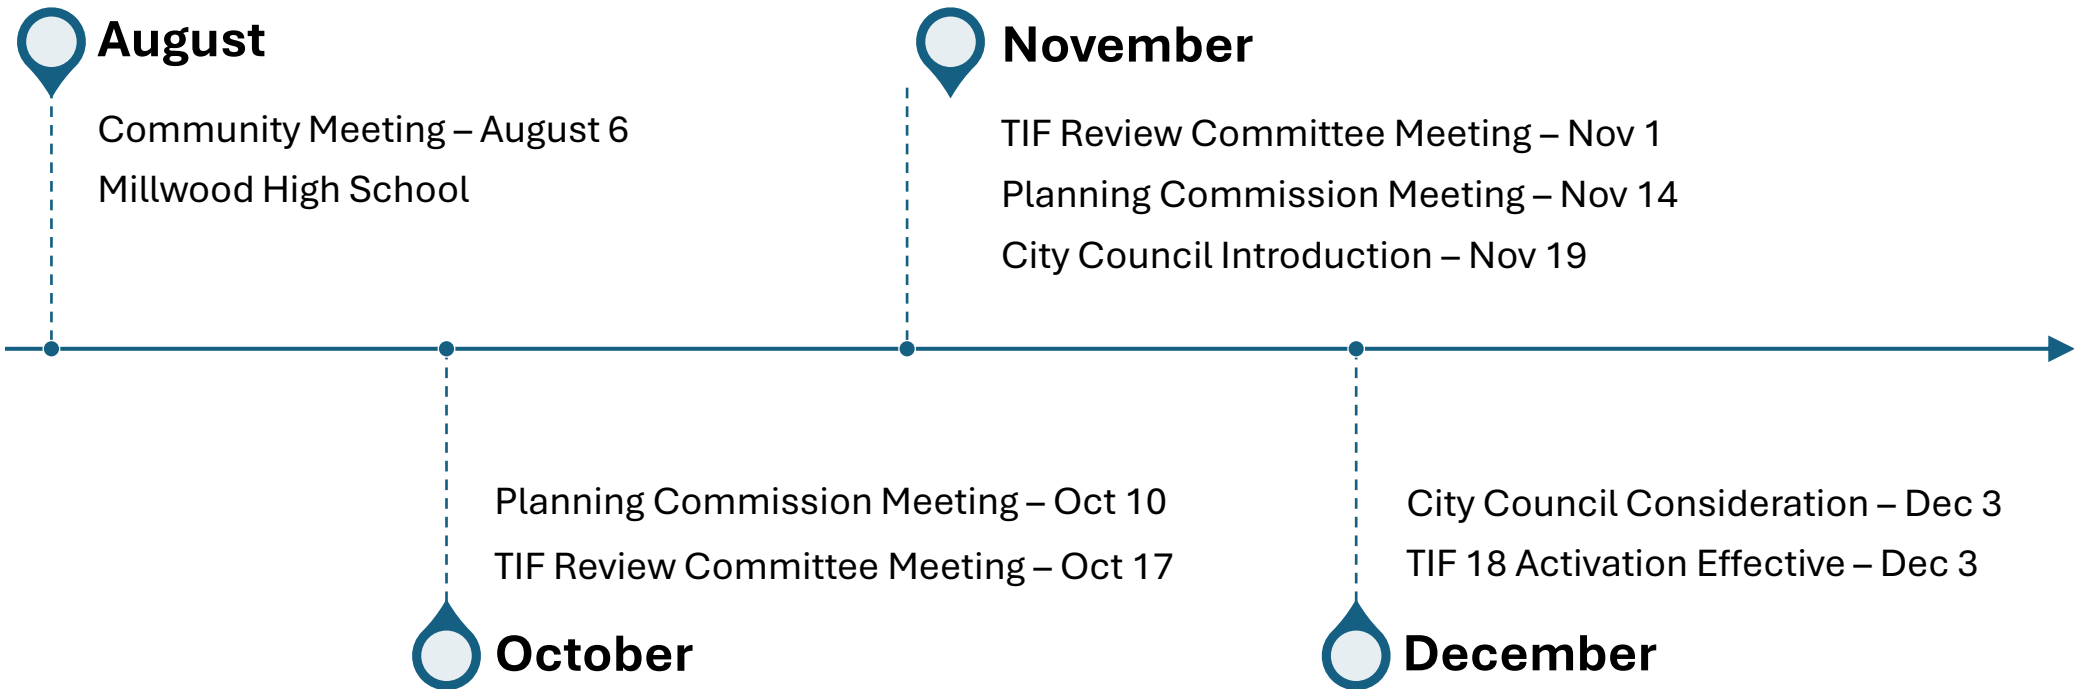 August
Community Meeting – August 6
Millwood High School
November
TIF Review Committee Meeting – Nov 1
Planning Commission Meeting – Nov 14
City Council Introduction – Nov 19
Planning Commission Meeting – Oct 10
TIF Review Committee Meeting – Oct 17
October
City Council Consideration – Dec 3
TIF 18 Activation Effective – Dec 3
December